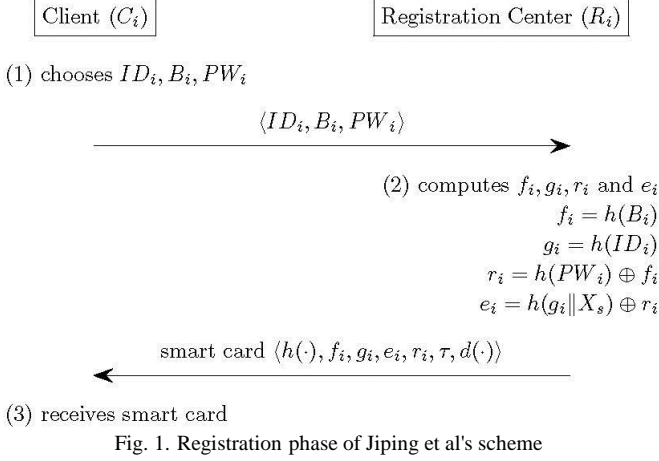 Client (C_i)
Registration Center (R_i)
(1) chooses ID_i, B_i, PW_i
⟨ID_i, B_i, PW_i⟩
(2) computes f_i, g_i, r_i and e_i
f_i = h(B_i)
g_i = h(ID_i)
r_i = h(PW_i) ⊕ f_i
e_i = h(g_i∥X_s) ⊕ r_i
smart card ⟨h(·), f_i, g_i, e_i, r_i, τ, d(·)⟩
(3) receives smart card
Fig. 1. Registration phase of Jiping et al's scheme